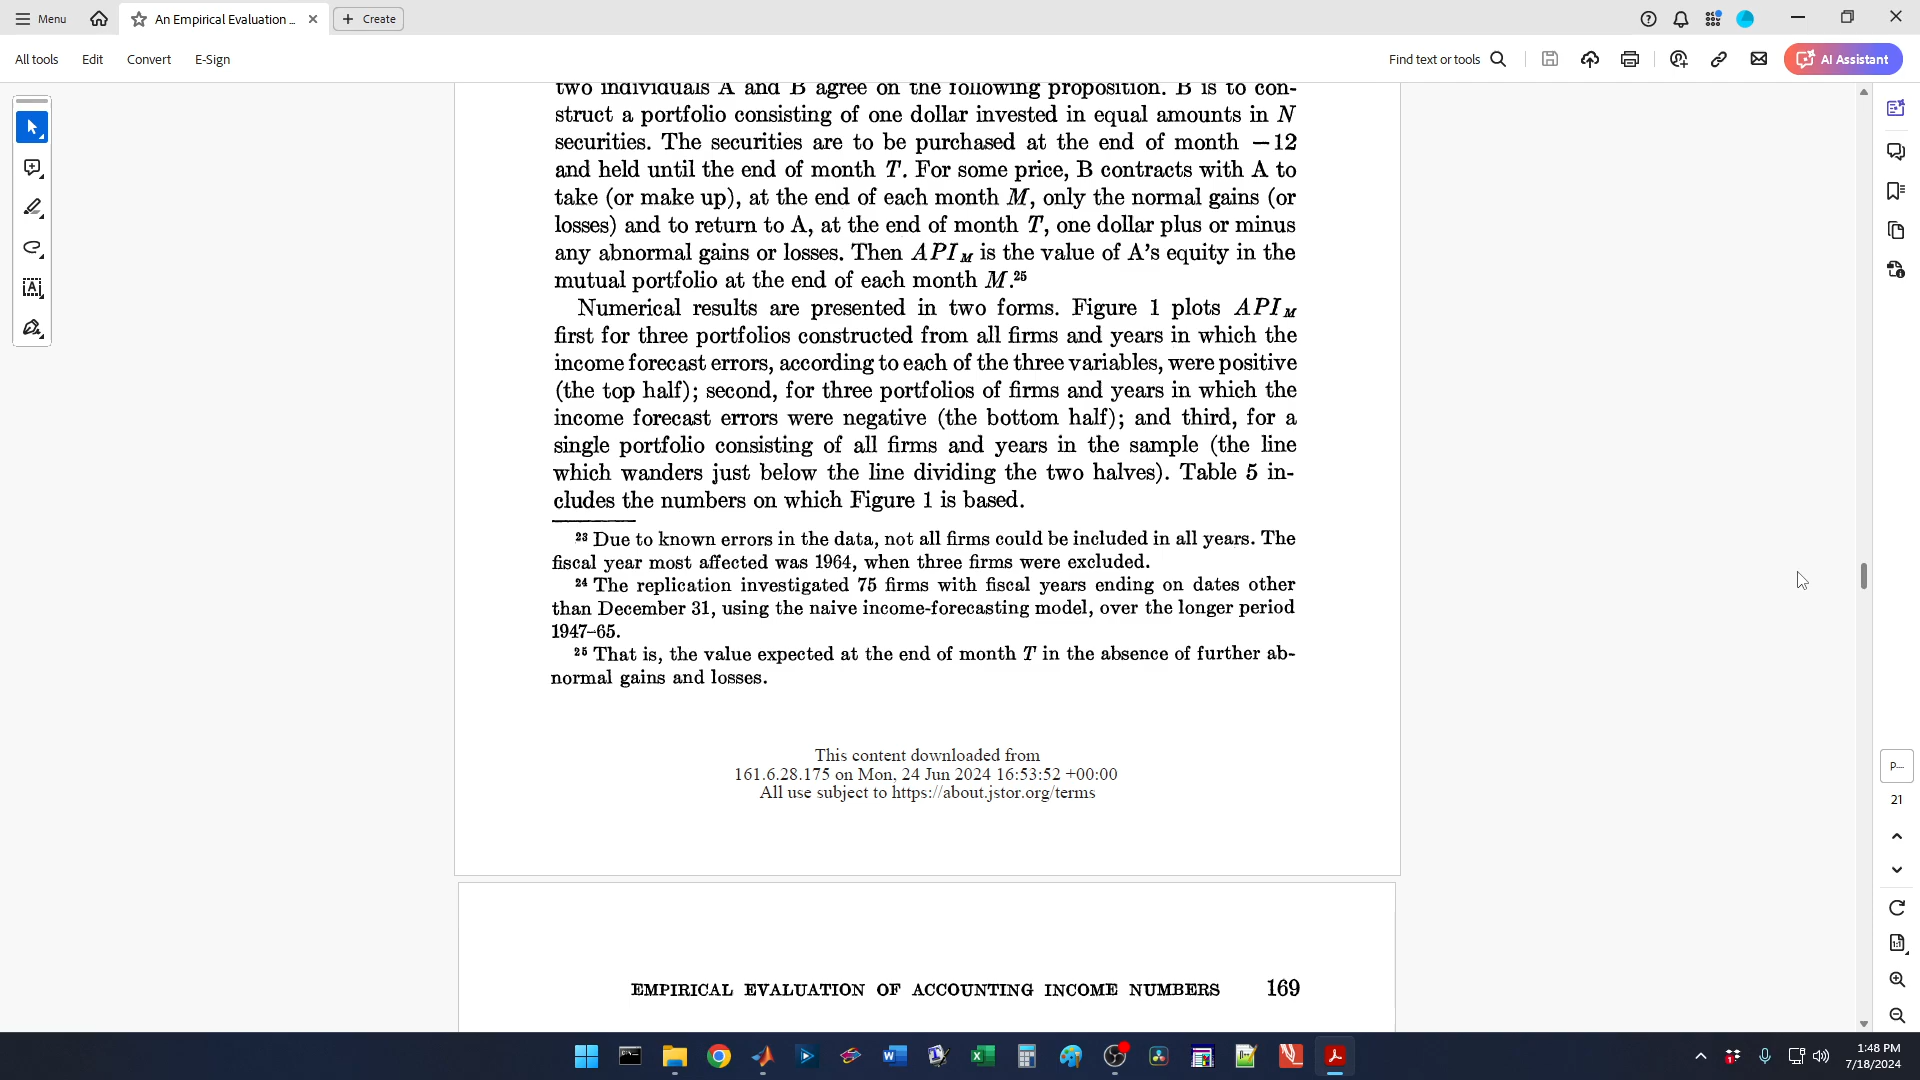 Menu
An Empirical Evaluation ...
Create
All tools
Edit
Convert
E-Sign
Find text or tools
AI Assistant
two individuals A and B agree on the following proposition. B is to con-
struct a portfolio consisting of one dollar invested in equal amounts in N
securities. The securities are to be purchased at the end of month −12
and held until the end of month T. For some price, B contracts with A to
take (or make up), at the end of each month M, only the normal gains (or
losses) and to return to A, at the end of month T, one dollar plus or minus
any abnormal gains or losses. Then API_M is the value of A's equity in the
mutual portfolio at the end of each month M.²⁵
Numerical results are presented in two forms. Figure 1 plots API_M
first for three portfolios constructed from all firms and years in which the
income forecast errors, according to each of the three variables, were positive
(the top half); second, for three portfolios of firms and years in which the
income forecast errors were negative (the bottom half); and third, for a
single portfolio consisting of all firms and years in the sample (the line
which wanders just below the line dividing the two halves). Table 5 in-
cludes the numbers on which Figure 1 is based.
²³ Due to known errors in the data, not all firms could be included in all years. The
fiscal year most affected was 1964, when three firms were excluded.
²⁴ The replication investigated 75 firms with fiscal years ending on dates other
than December 31, using the naive income-forecasting model, over the longer period
1947–65.
²⁵ That is, the value expected at the end of month T in the absence of further ab-
normal gains and losses.
This content downloaded from
161.6.28.175 on Mon, 24 Jun 2024 16:53:52 +00:00
All use subject to https://about.jstor.org/terms
EMPIRICAL EVALUATION OF ACCOUNTING INCOME NUMBERS 169
P...
21
1:48 PM
7/18/2024